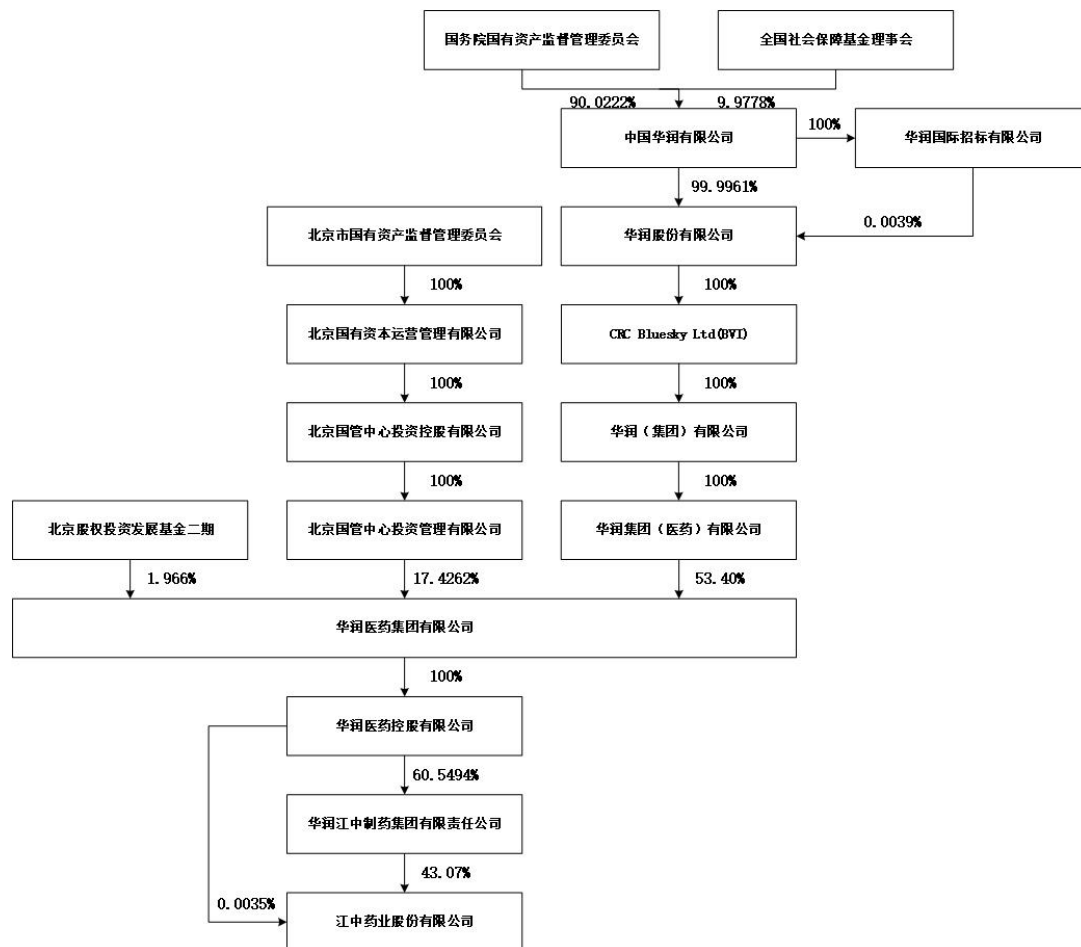 国务院国有资产监督管理委员会
全国社会保障基金理事会
90.0222%
9.9778%
中国华润有限公司
100%
华润国际招标有限公司
99.9961%
0.0039%
北京市国有资产监督管理委员会
华润股份有限公司
100%
100%
北京国有资本运营管理有限公司
CRC Bluesky Ltd(BVI)
100%
100%
北京国管中心投资控股有限公司
华润（集团）有限公司
100%
100%
北京股权投资发展基金二期
北京国管中心投资管理有限公司
华润集团（医药）有限公司
1.966%
17.4262%
53.40%
华润医药集团有限公司
100%
华润医药控股有限公司
60.5494%
华润江中制药集团有限责任公司
43.07%
0.0035%
江中药业股份有限公司